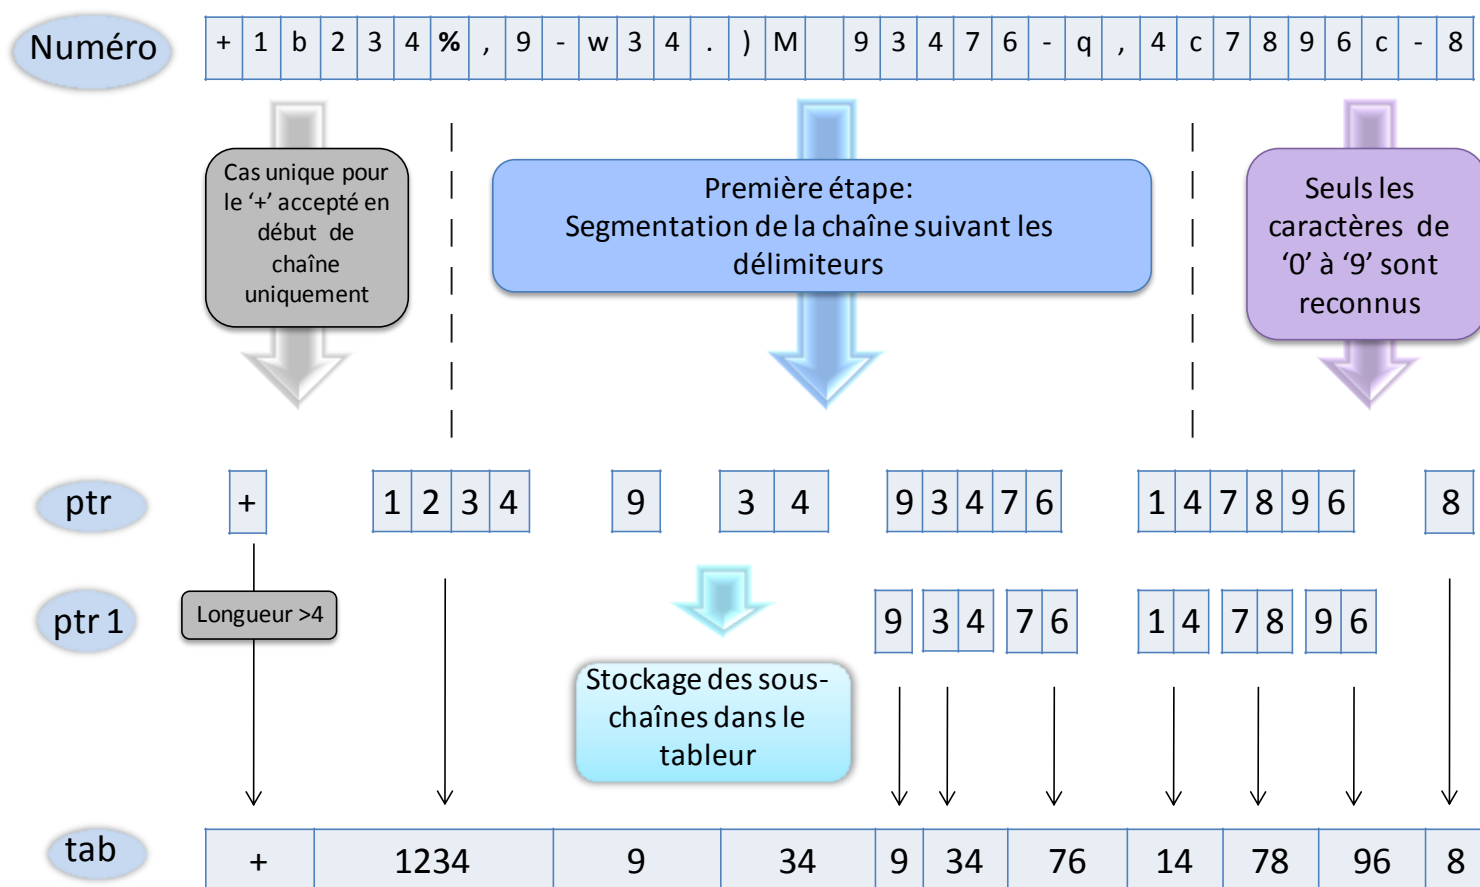 Numéro
+ 1 b 2 3 4 % , 9 - w 3 4 . ) M 9 3 4 7 6 - q , 4 c 7 8 9 6 c - 8
Cas unique pour
le ‘+’ accepté en
début de
chaîne
uniquement
Première étape:
Segmentation de la chaîne suivant les
délimiteurs
Seuls les
caractères de
‘0’ à ‘9’ sont
reconnus
ptr
+ 1 2 3 4 9 3 4 9 3 4 7 6 1 4 7 8 9 6 8
ptr 1
Longueur >4
9 3 4 7 6 1 4 7 8 9 6
Stockage des sous-
chaînes dans le
tableur
tab
+ 1234 9 34 9 34 76 14 78 96 8